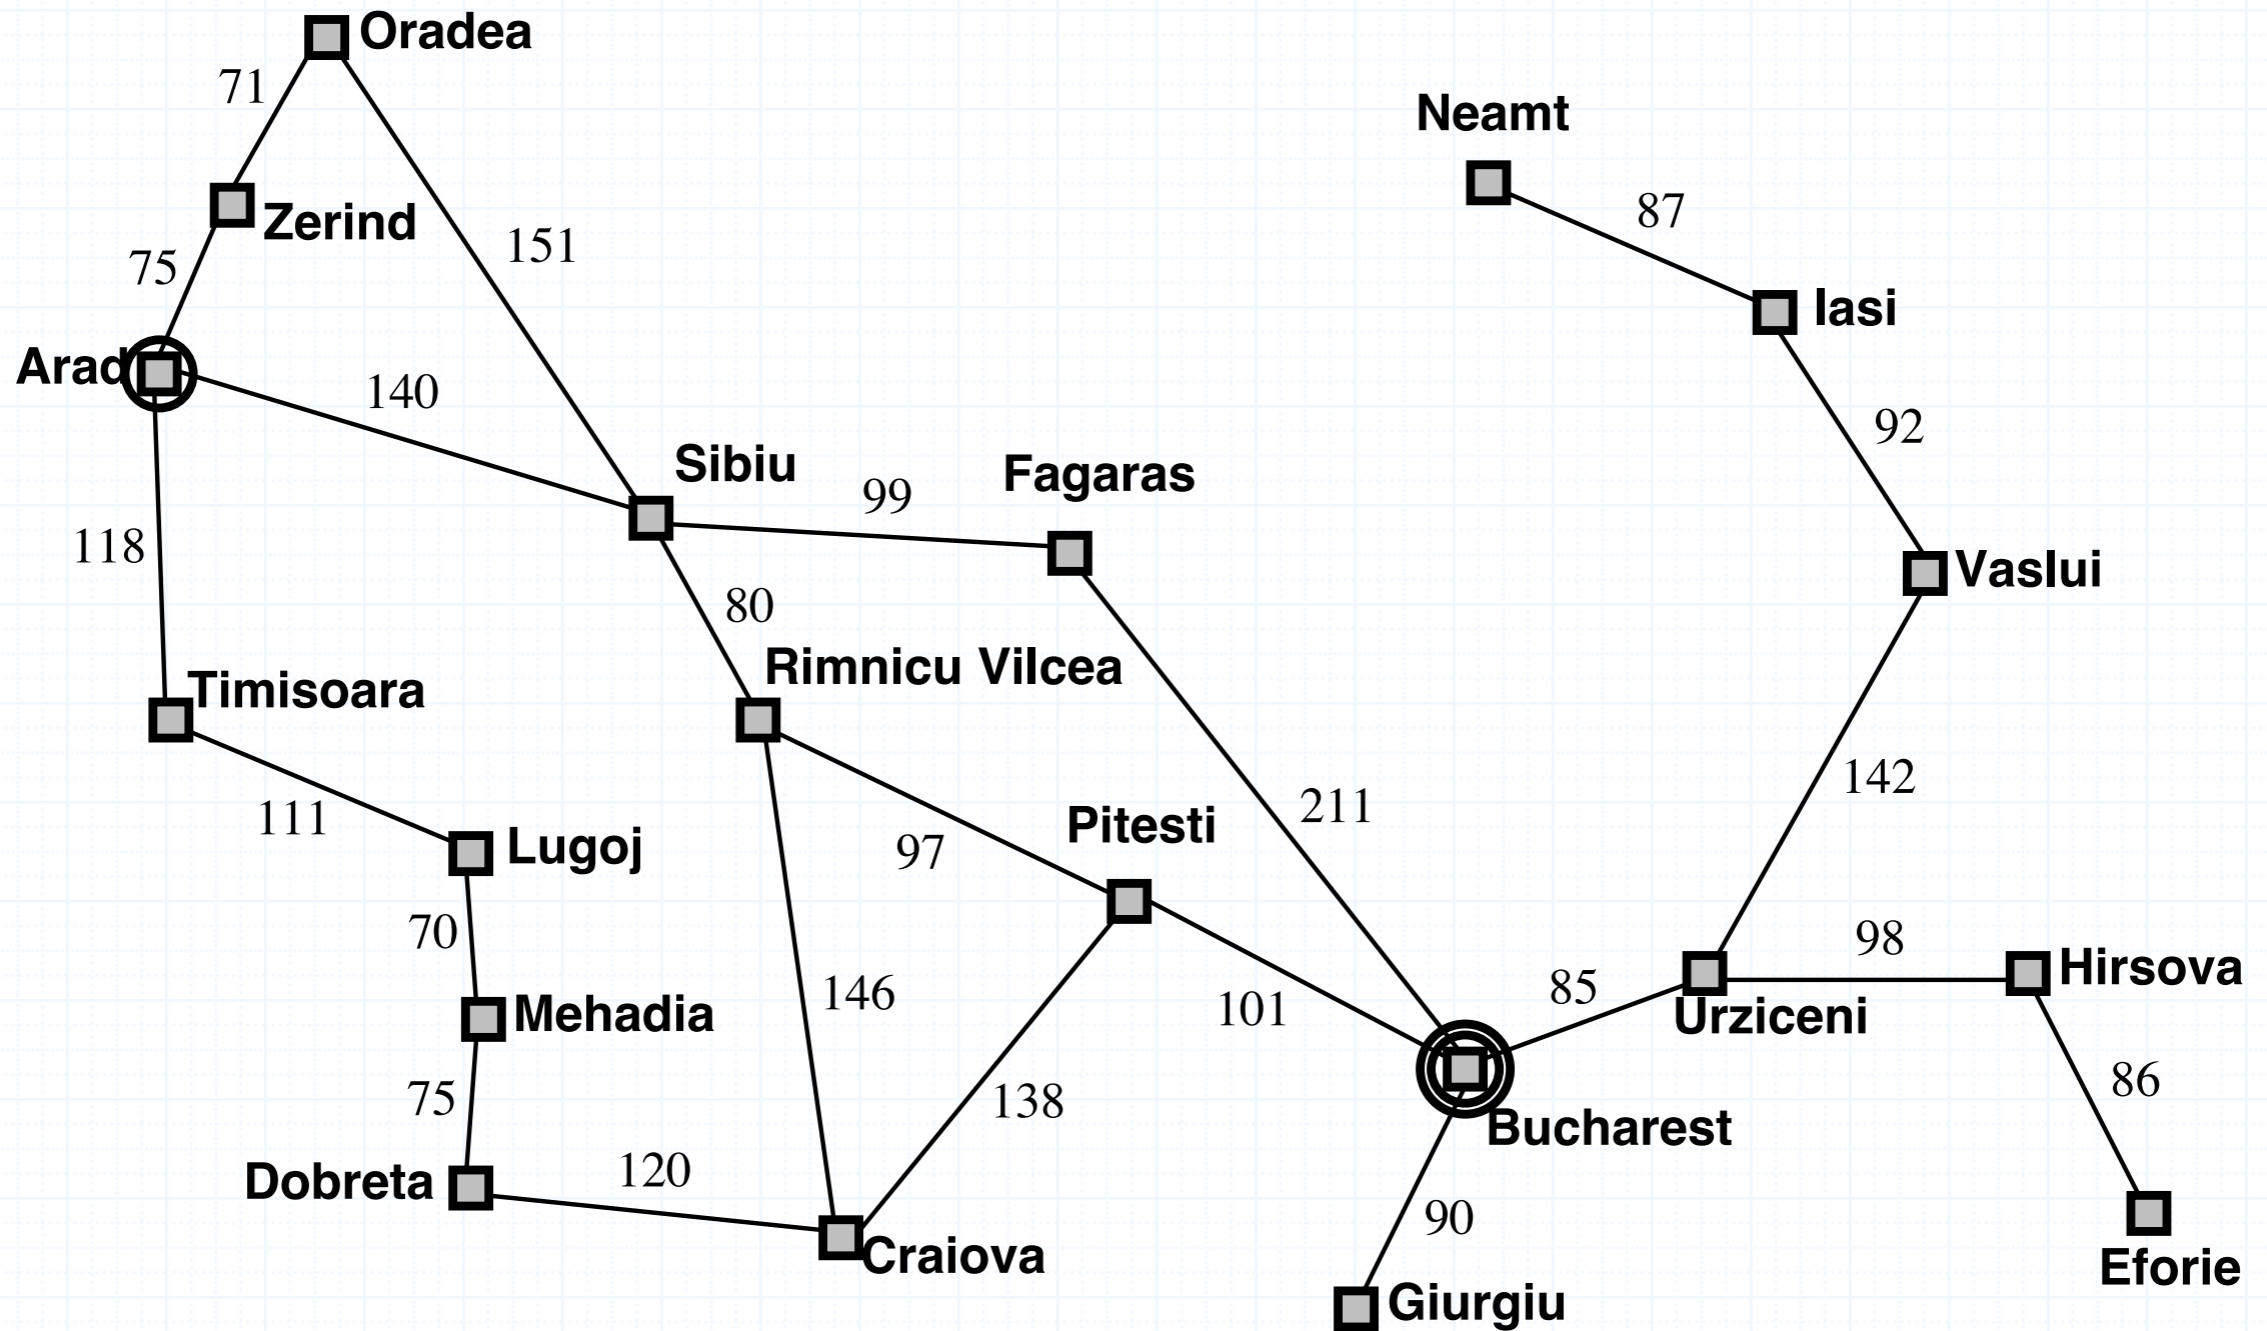 Oradea
71
Neamt
87
Zerind
151
75
Iasi
Arad
140
92
Sibiu
Fagaras
99
118
Vaslui
80
Rimnicu Vilcea
Timisoara
142
211
111
Pitesti
Lugoj
97
70
98
Hirsova
146
85
101
Urziceni
Mehadia
86
75
138
Bucharest
120
Dobreta
90
Craiova
Eforie
Giurgiu